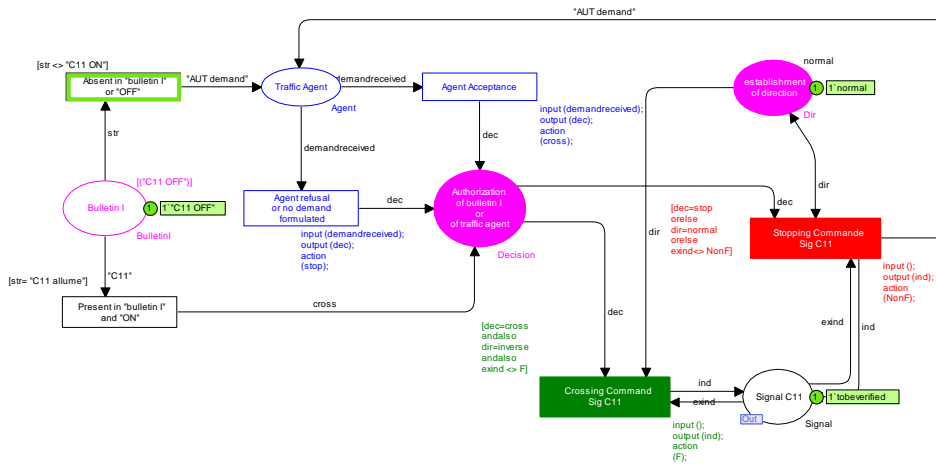 "AUT demand"
[str <> "C11 ON"]
Absent in "bulletin I"
or "OFF"
"AUT demand"
Traffic Agent
Agent
demandreceived
Agent Acceptance
input (demandreceived);
output (dec);
action
(cross);
normal
establishment
of direction
1
1`normal
Dir
str
demandreceived
dec
[("C11 OFF")]
Bulletin I
1
1`"C11 OFF"
BulletinI
Agent refusal
or no demand
formulated
dec
input (demandreceived);
output (dec);
action
(stop);
Authorization
of bulletin I
or
of traffic agent
Decision
dir
[dec=stop
orelse
dir=normal
orelse
exind<> NonF]
dec
dir
Stopping Commande
Sig C11
input ();
output (ind);
action
(NonF);
[str= "C11 allume"]
"C11"
Present in "bulletin I"
and "ON"
cross
[dec=cross
andalso
dir=inverse
andalso
exind <> F]
dec
exind
ind
Crossing Command
Sig C11
ind
exind
Signal C11
1
1`tobeverified
Out
Signal
input ();
output (ind);
action
(F);